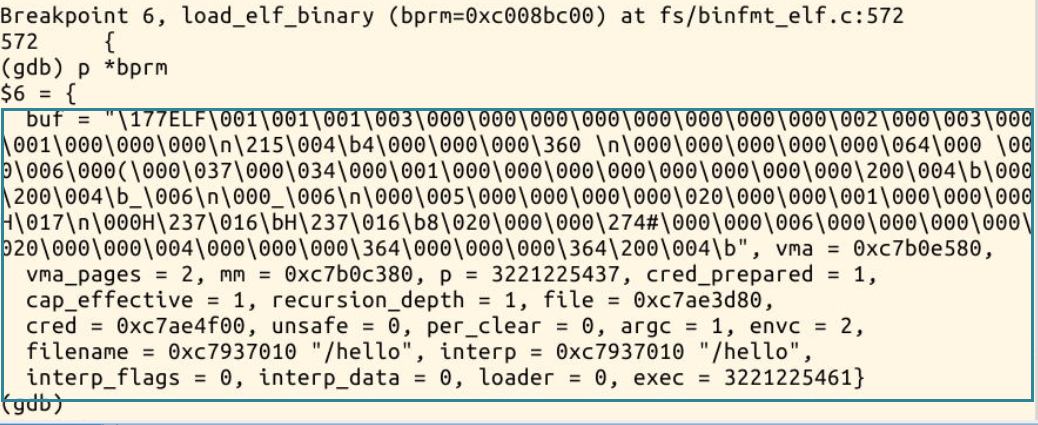 Breakpoint 6, load_elf_binary (bprm=0xc008bc00) at fs/binfmt_elf.c:572
572     {
(gdb) p *bprm
$6 = {
  buf = "\177ELF\001\001\001\003\000\000\000\000\000\000\000\000\002\000\003\000
\001\000\000\000\n\215\004\b4\000\000\000\360 \n\000\000\000\000\000\064\000 \00
0\006\000(\000\037\000\034\000\001\000\000\000\000\000\000\000\000\200\004\b\000
\200\004\b_\006\n\000_\006\n\000\005\000\000\000\000\020\000\000\001\000\000\000
H\017\n\000H\237\016\bH\237\016\b8\020\000\000\274#\000\000\006\000\000\000\000\
020\000\000\004\000\000\000\364\000\000\000\364\200\004\b", vma = 0xc7b0e580,
  vma_pages = 2, mm = 0xc7b0c380, p = 3221225437, cred_prepared = 1,
  cap_effective = 1, recursion_depth = 1, file = 0xc7ae3d80,
  cred = 0xc7ae4f00, unsafe = 0, per_clear = 0, argc = 1, envc = 2,
  filename = 0xc7937010 "/hello", interp = 0xc7937010 "/hello",
  interp_flags = 0, interp_data = 0, loader = 0, exec = 3221225461}
(gdb)